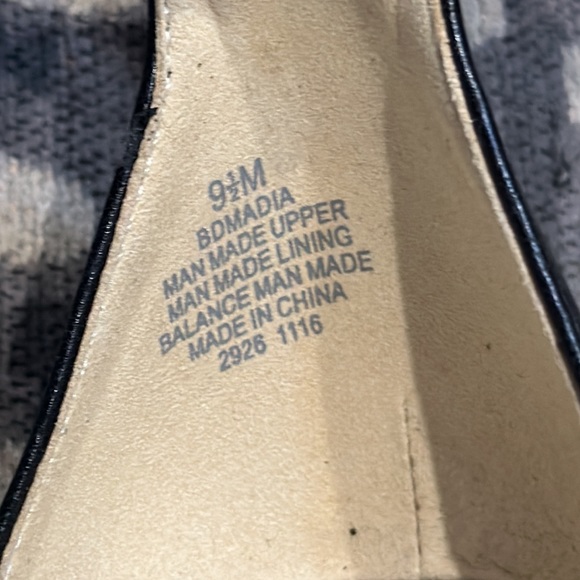 9½M
BDMADIA
MAN MADE UPPER
MAN MADE LINING
BALANCE MAN MADE
MADE IN CHINA
2926 1116